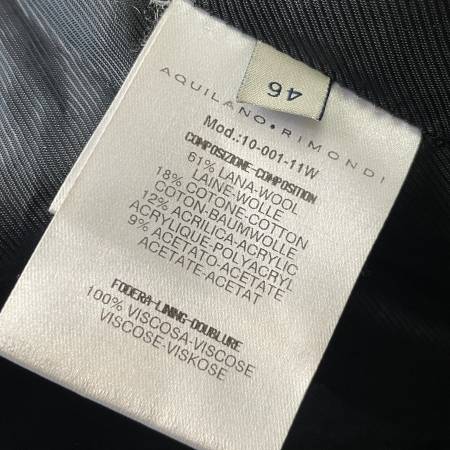 46
AQUILANO•RIMONDI
Mod.:10-001-11W
COMPOSIZIONE-COMPOSITION
61% LANA-WOOL
LAINE-WOLLE
18% COTONE-COTTON
COTON-BAUMWOLLE
12% ACRILICA-ACRYLIC
ACRYLIQUE-POLYACRYL
9% ACETATO-ACETATE
ACETATE-ACETAT
FODERA-LINING-DOUBLURE
100% VISCOSA-VISCOSE
VISCOSE-VISKOSE